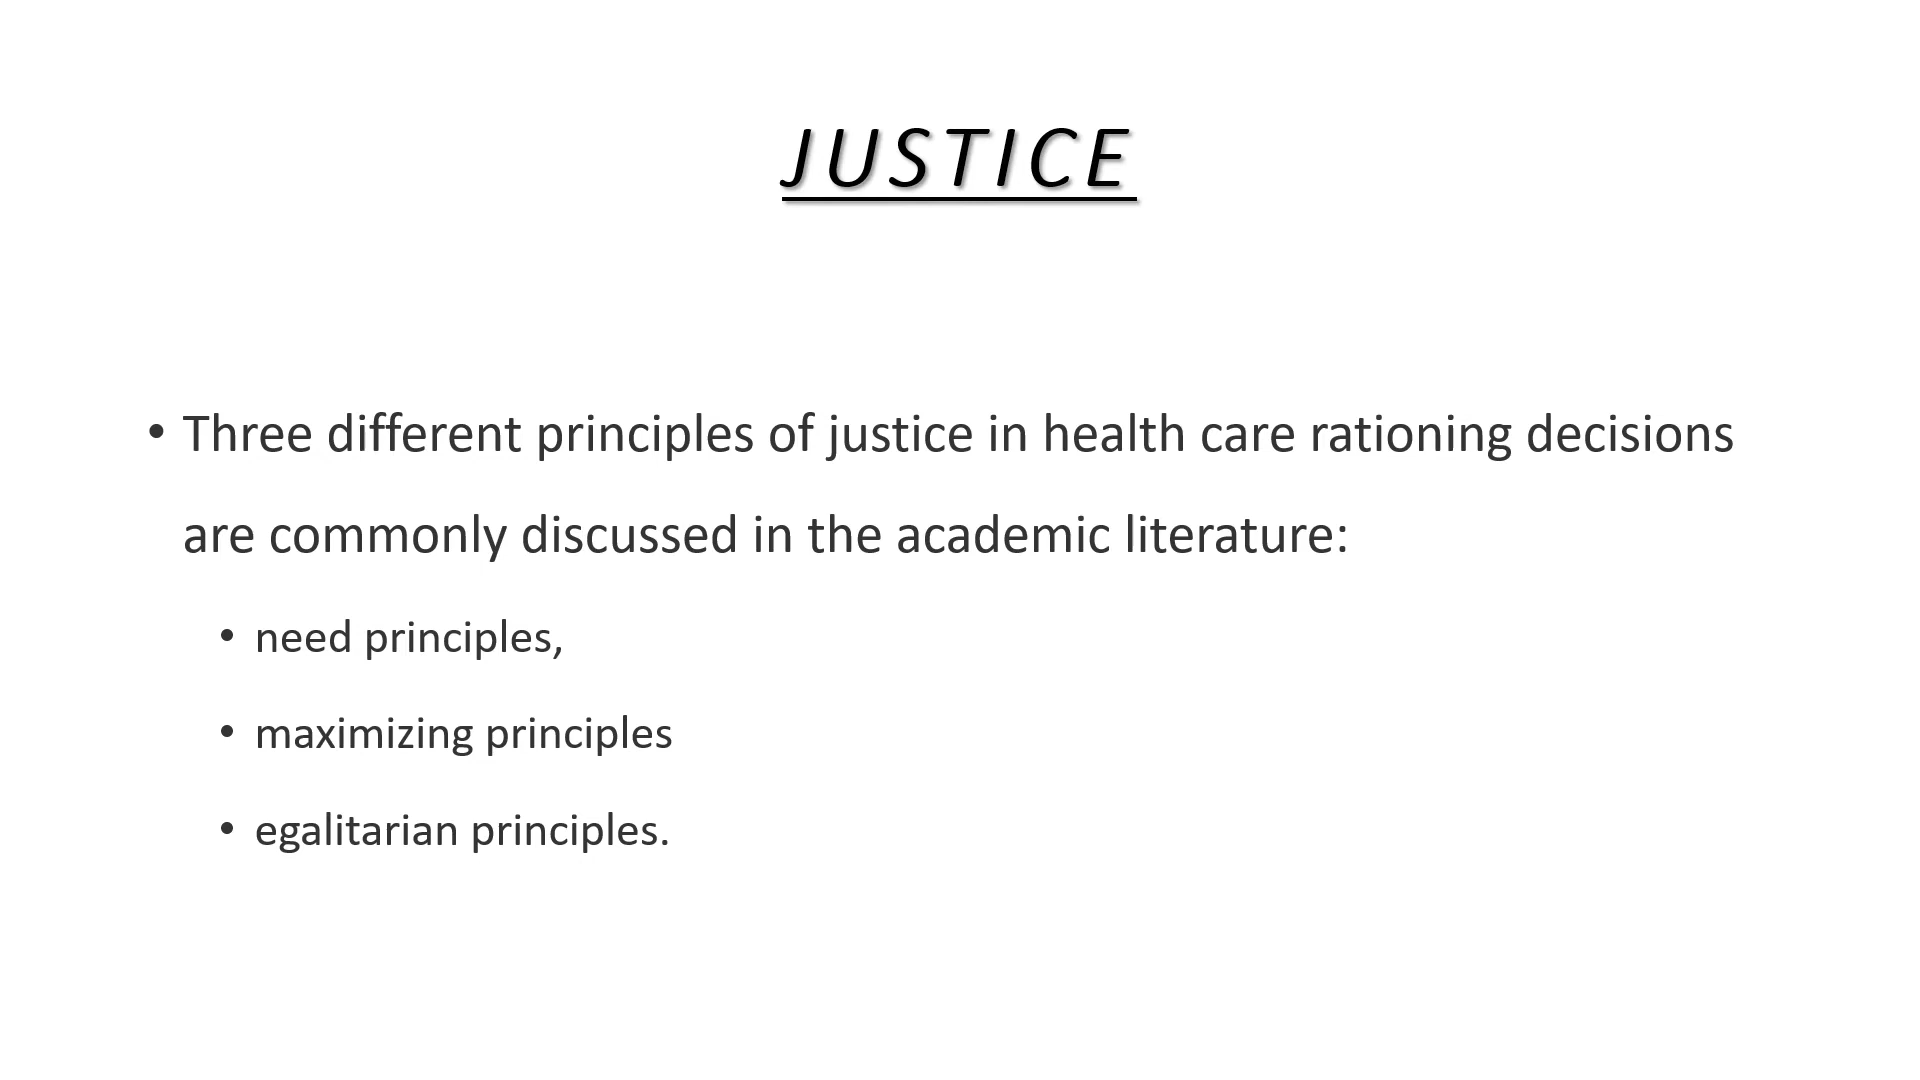 JUSTICE
• Three different principles of justice in health care rationing decisions
are commonly discussed in the academic literature:
• need principles,
• maximizing principles
• egalitarian principles.